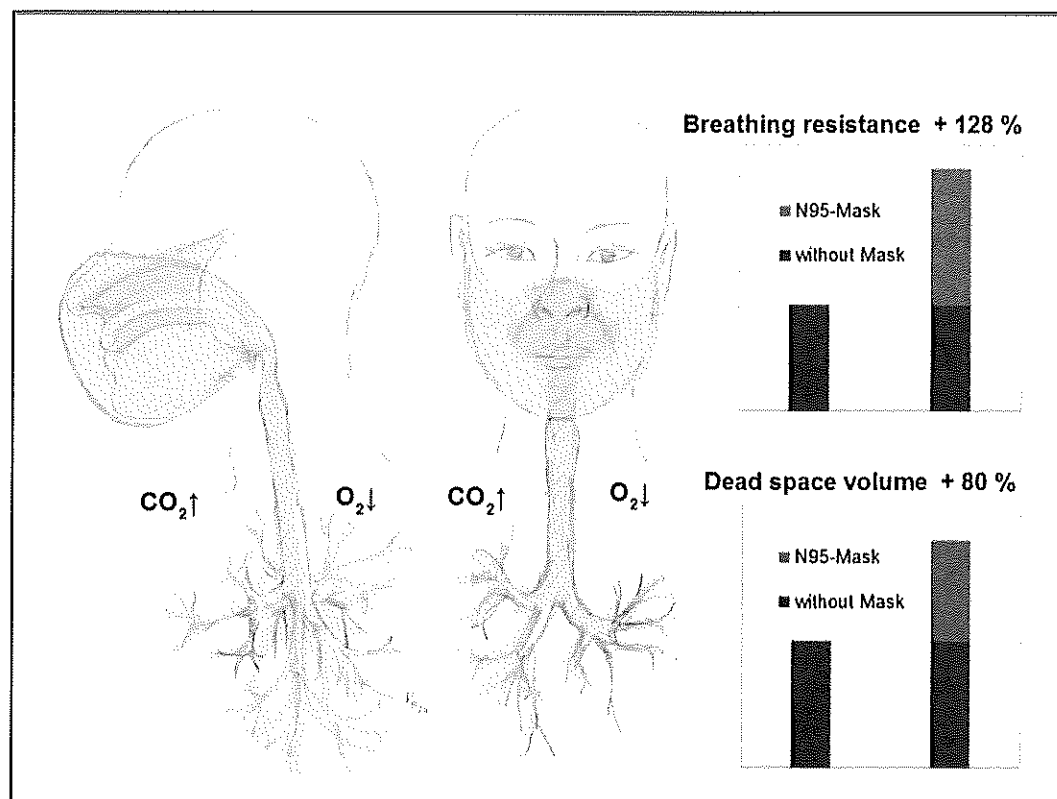 Breathing resistance + 128 %
N95-Mask
without Mask
CO₂↑
O₂↓
CO₂↑
O₂↓
Dead space volume + 80 %
N95-Mask
without Mask